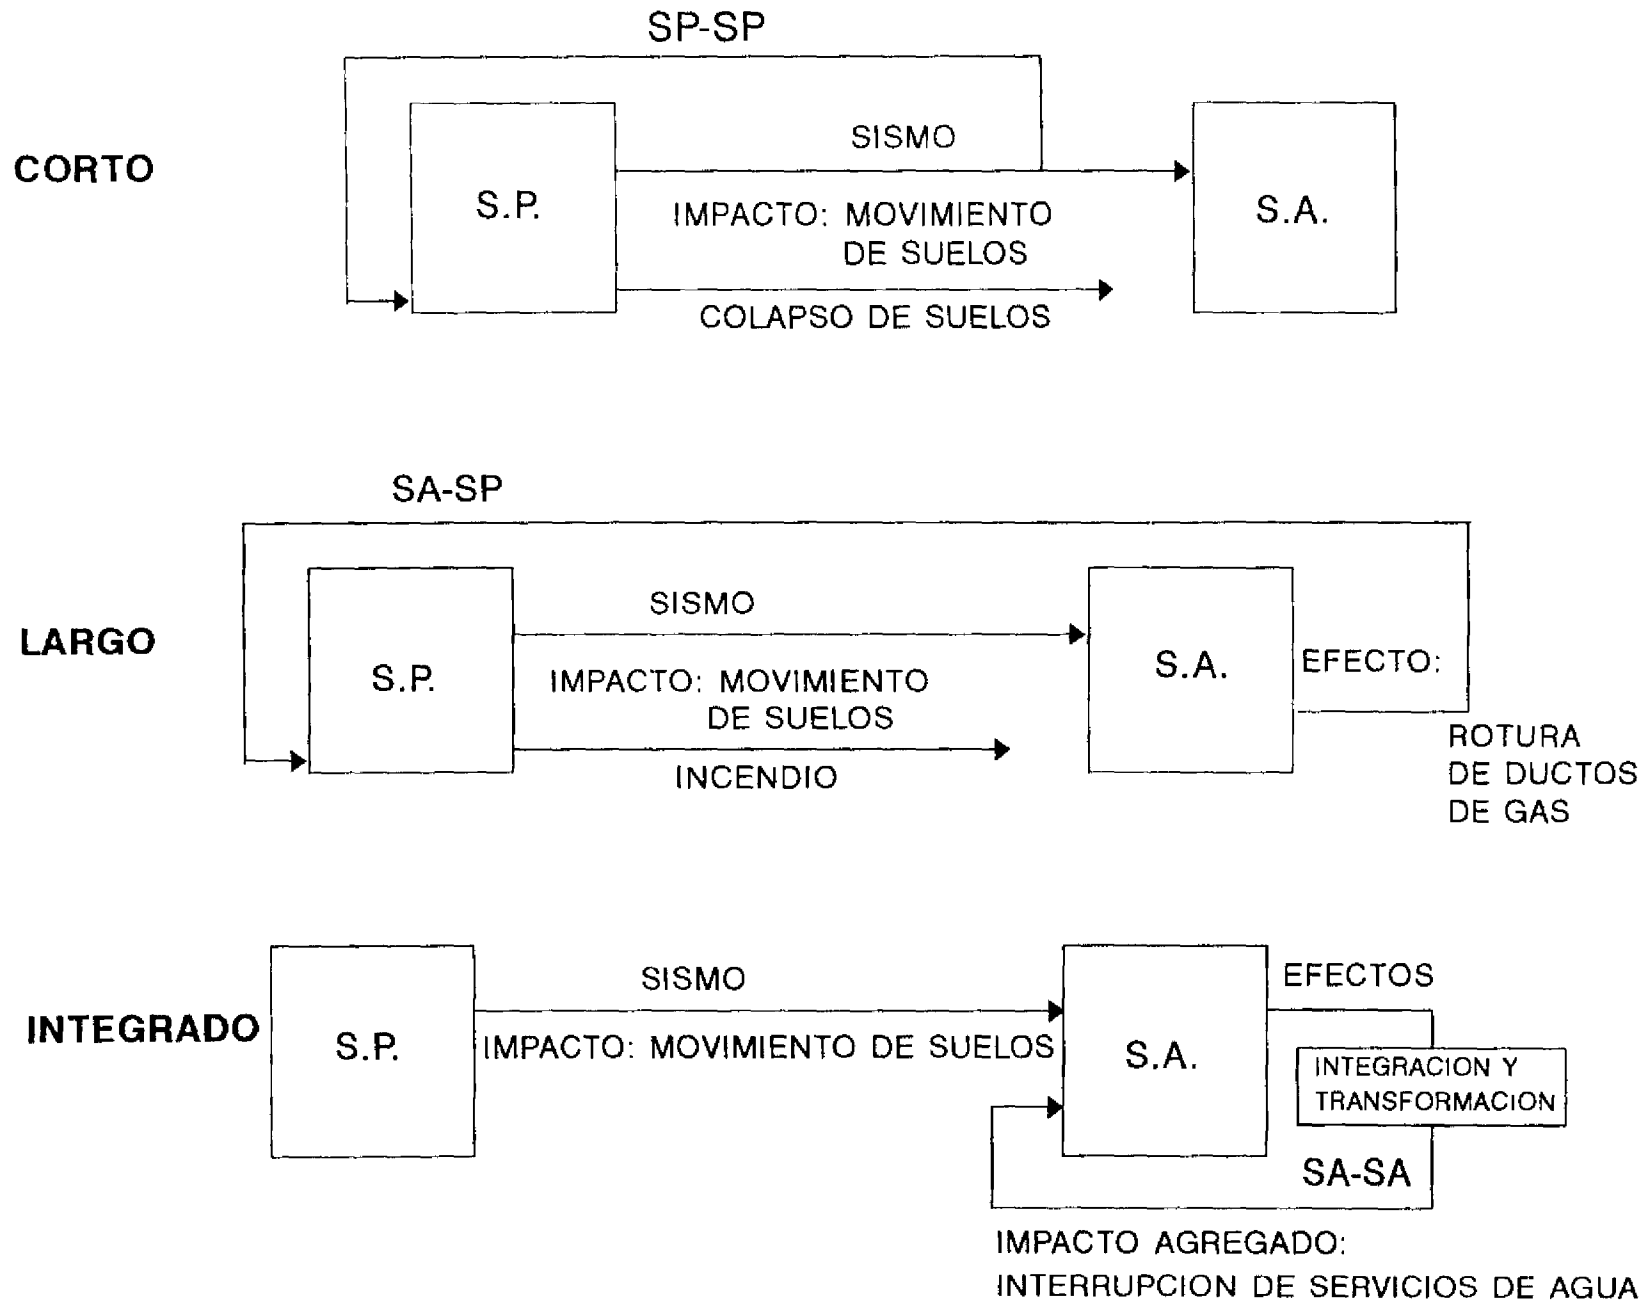 SP-SP
SISMO
CORTO
S.P.
IMPACTO: MOVIMIENTO
DE SUELOS
S.A.
COLAPSO DE SUELOS
SA-SP
SISMO
LARGO
S.P.
IMPACTO: MOVIMIENTO
DE SUELOS
S.A.
EFECTO:
INCENDIO
ROTURA
DE DUCTOS
DE GAS
SISMO
EFECTOS
INTEGRADO
S.P.
IMPACTO: MOVIMIENTO DE SUELOS
S.A.
INTEGRACION Y
TRANSFORMACION
SA-SA
IMPACTO AGREGADO:
INTERRUPCION DE SERVICIOS DE AGUA